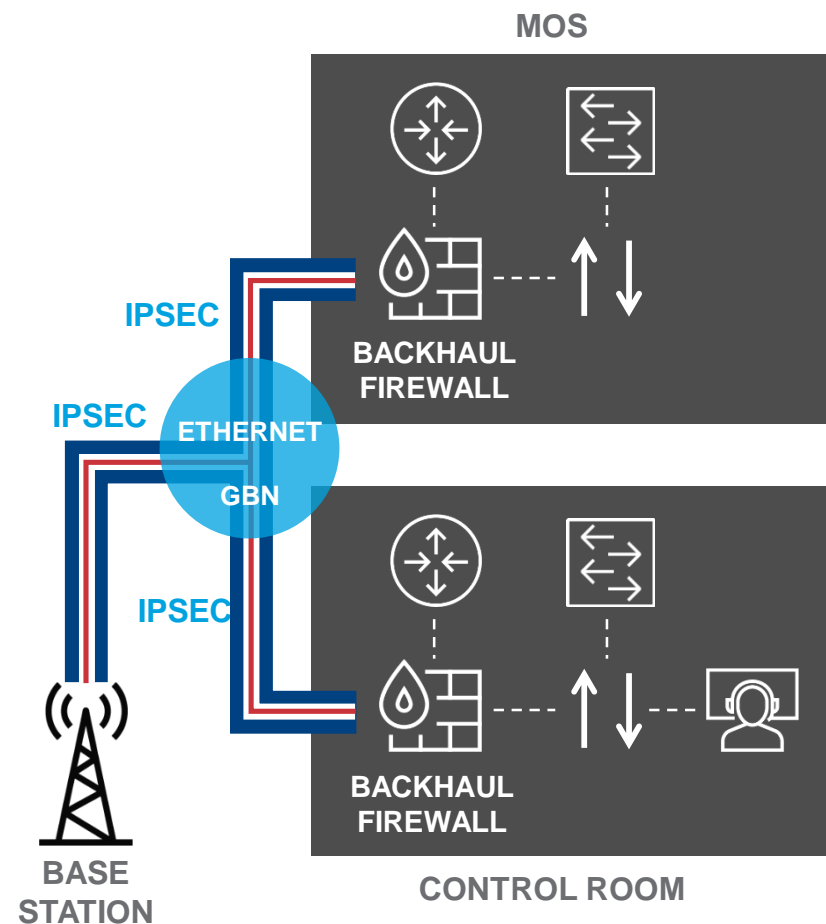 MOS
IPSEC
BACKHAUL
FIREWALL
IPSEC
ETHERNET
GBN
IPSEC
BACKHAUL
FIREWALL
BASE
STATION
CONTROL ROOM